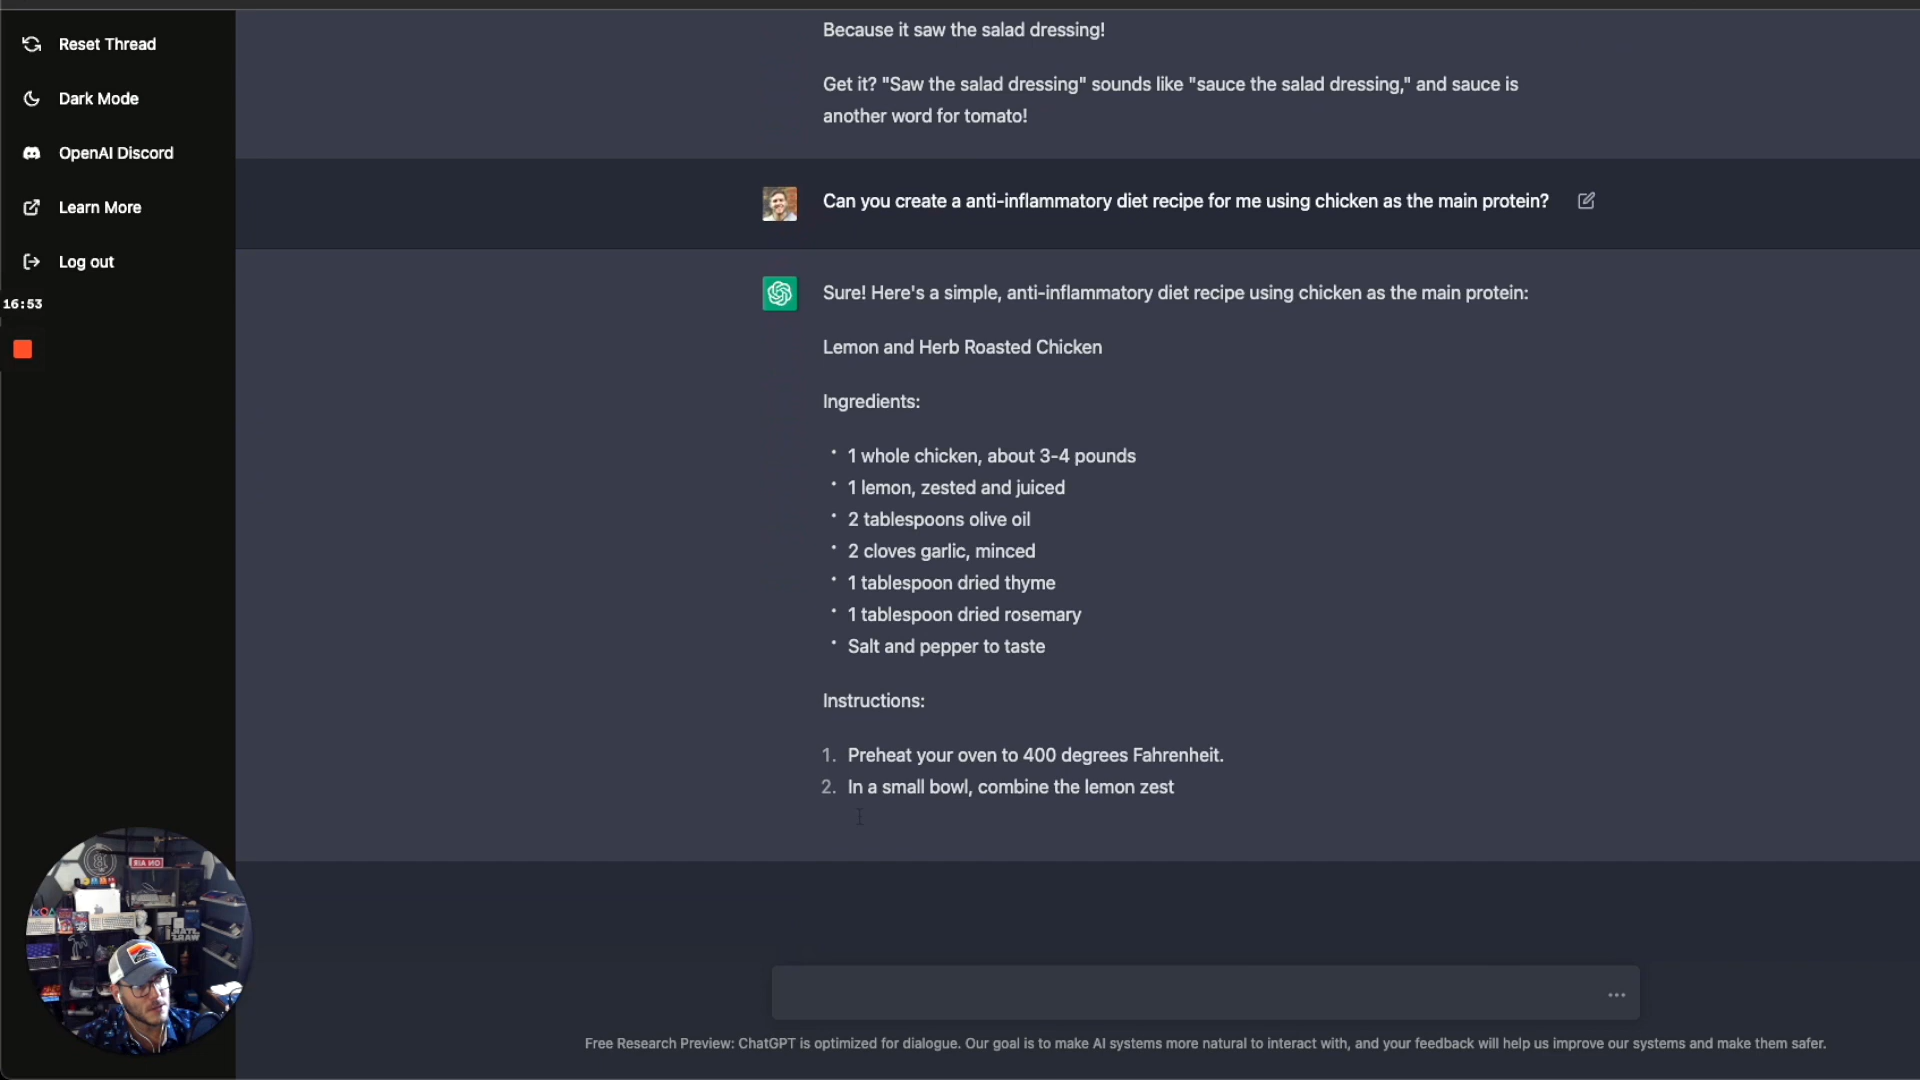 Reset Thread
Dark Mode
OpenAI Discord
Learn More
Log out
16:53
Because it saw the salad dressing!
Get it? "Saw the salad dressing" sounds like "sauce the salad dressing," and sauce is
another word for tomato!
Can you create a anti-inflammatory diet recipe for me using chicken as the main protein?
Sure! Here's a simple, anti-inflammatory diet recipe using chicken as the main protein:
Lemon and Herb Roasted Chicken
Ingredients:
• 1 whole chicken, about 3-4 pounds
• 1 lemon, zested and juiced
• 2 tablespoons olive oil
• 2 cloves garlic, minced
• 1 tablespoon dried thyme
• 1 tablespoon dried rosemary
• Salt and pepper to taste
Instructions:
1. Preheat your oven to 400 degrees Fahrenheit.
2. In a small bowl, combine the lemon zest
ON AIR
STAR
WARS
Free Research Preview: ChatGPT is optimized for dialogue. Our goal is to make AI systems more natural to interact with, and your feedback will help us improve our systems and make them safer.